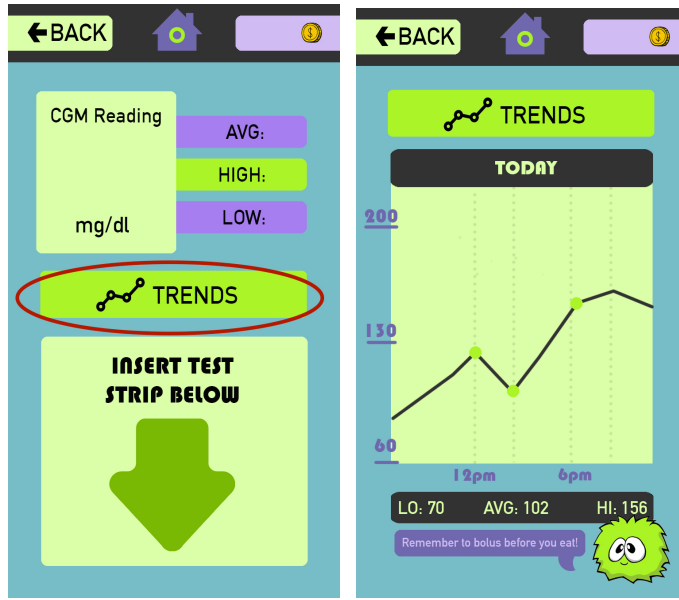 BACK
$
CGM Reading
mg/dl
AVG:
HIGH:
LOW:
TRENDS
INSERT TEST
STRIP BELOW
BACK
$
TRENDS
TODAY
200
130
60
12pm 6pm
LO: 70 AVG: 102 HI: 156
Remember to bolus before you eat!